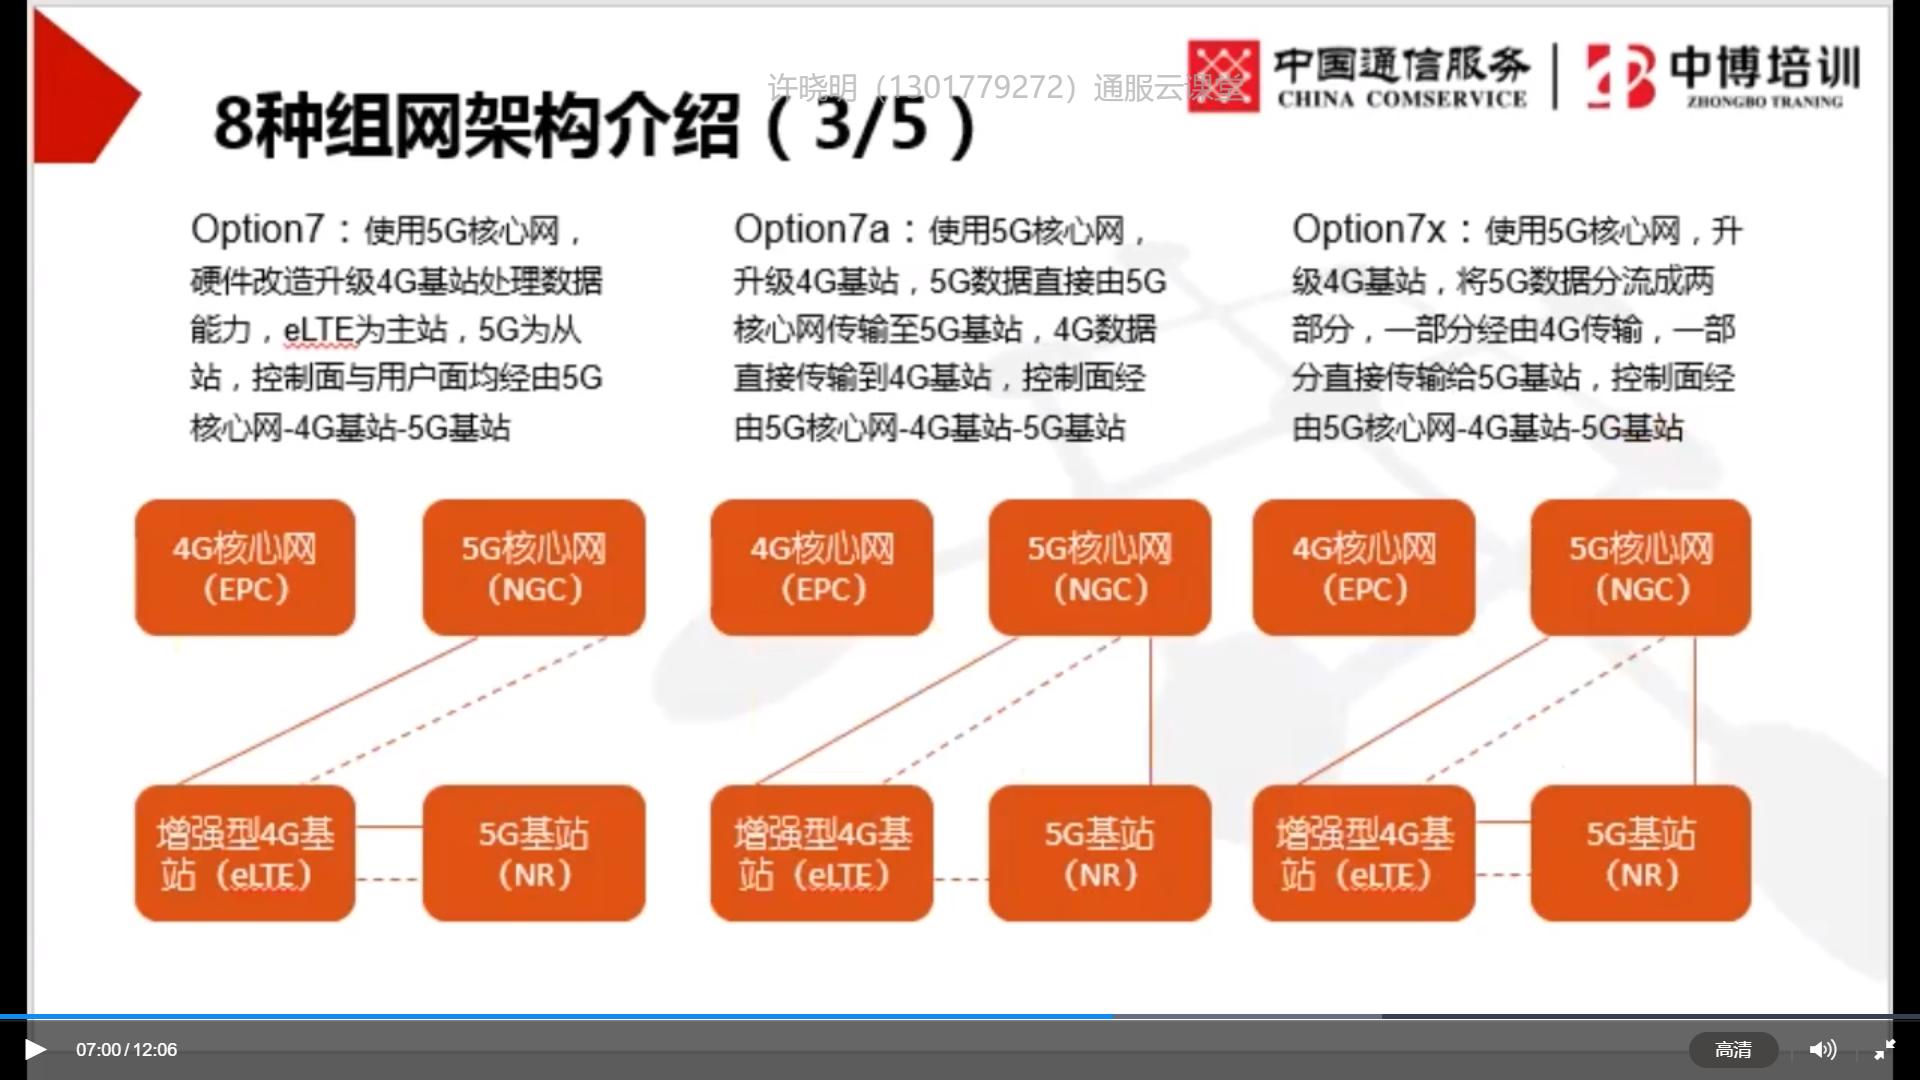 许晓明（1301779272）通服云课堂
中国通信服务
CHINA COMSERVICE
中博培训
ZHONGBO TRANING
8种组网架构介绍（3/5）
Option7：使用5G核心网，
硬件改造升级4G基站处理数据
能力，eLTE为主站，5G为从
站，控制面与用户面均经由5G
核心网-4G基站-5G基站
Option7a：使用5G核心网，
升级4G基站，5G数据直接由5G
核心网传输至5G基站，4G数据
直接传输到4G基站，控制面经
由5G核心网-4G基站-5G基站
Option7x：使用5G核心网，升
级4G基站，将5G数据分流成两
部分，一部分经由4G传输，一部
分直接传输给5G基站，控制面经
由5G核心网-4G基站-5G基站
4G核心网
（EPC）
5G核心网
（NGC）
4G核心网
（EPC）
5G核心网
（NGC）
4G核心网
（EPC）
5G核心网
（NGC）
增强型4G基
站（eLTE）
5G基站
（NR）
增强型4G基
站（eLTE）
5G基站
（NR）
增强型4G基
站（eLTE）
5G基站
（NR）
07:00/12:06
高清